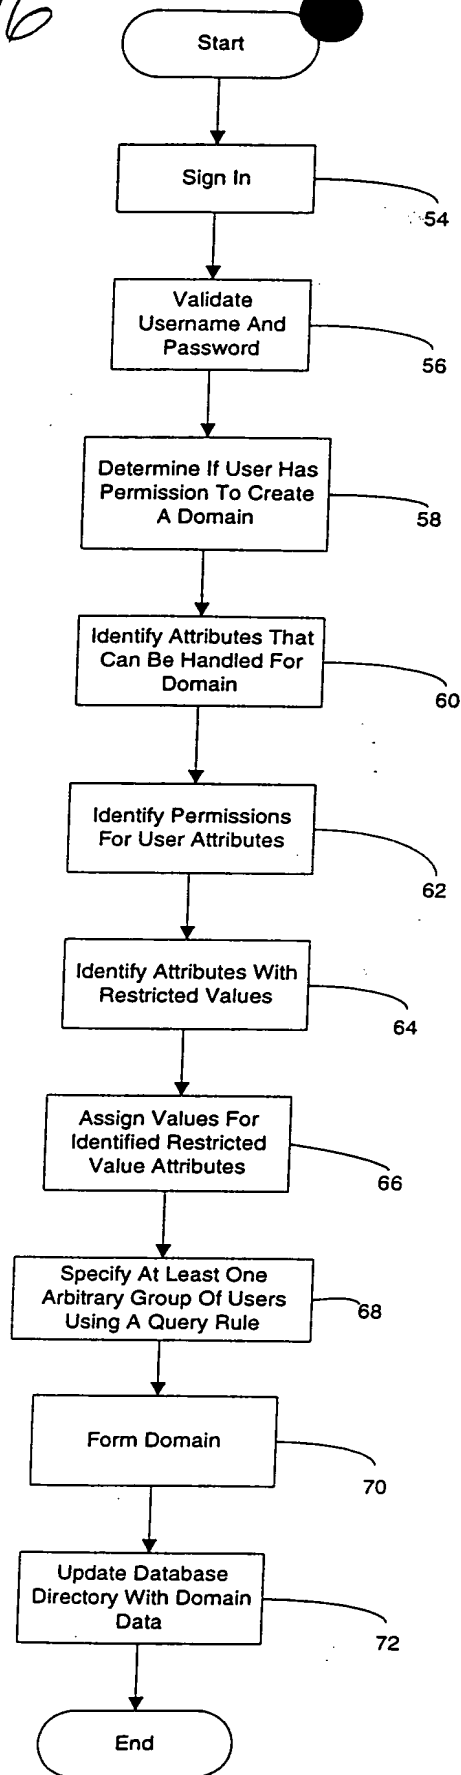 Start
Sign In
54
Validate
Username And
Password
56
Determine If User Has
Permission To Create
A Domain
58
Identify Attributes That
Can Be Handled For
Domain
60
Identify Permissions
For User Attributes
62
Identify Attributes With
Restricted Values
64
Assign Values For
Identified Restricted
Value Attributes
66
Specify At Least One
Arbitrary Group Of Users
Using A Query Rule
68
Form Domain
70
Update Database
Directory With Domain
Data
72
End